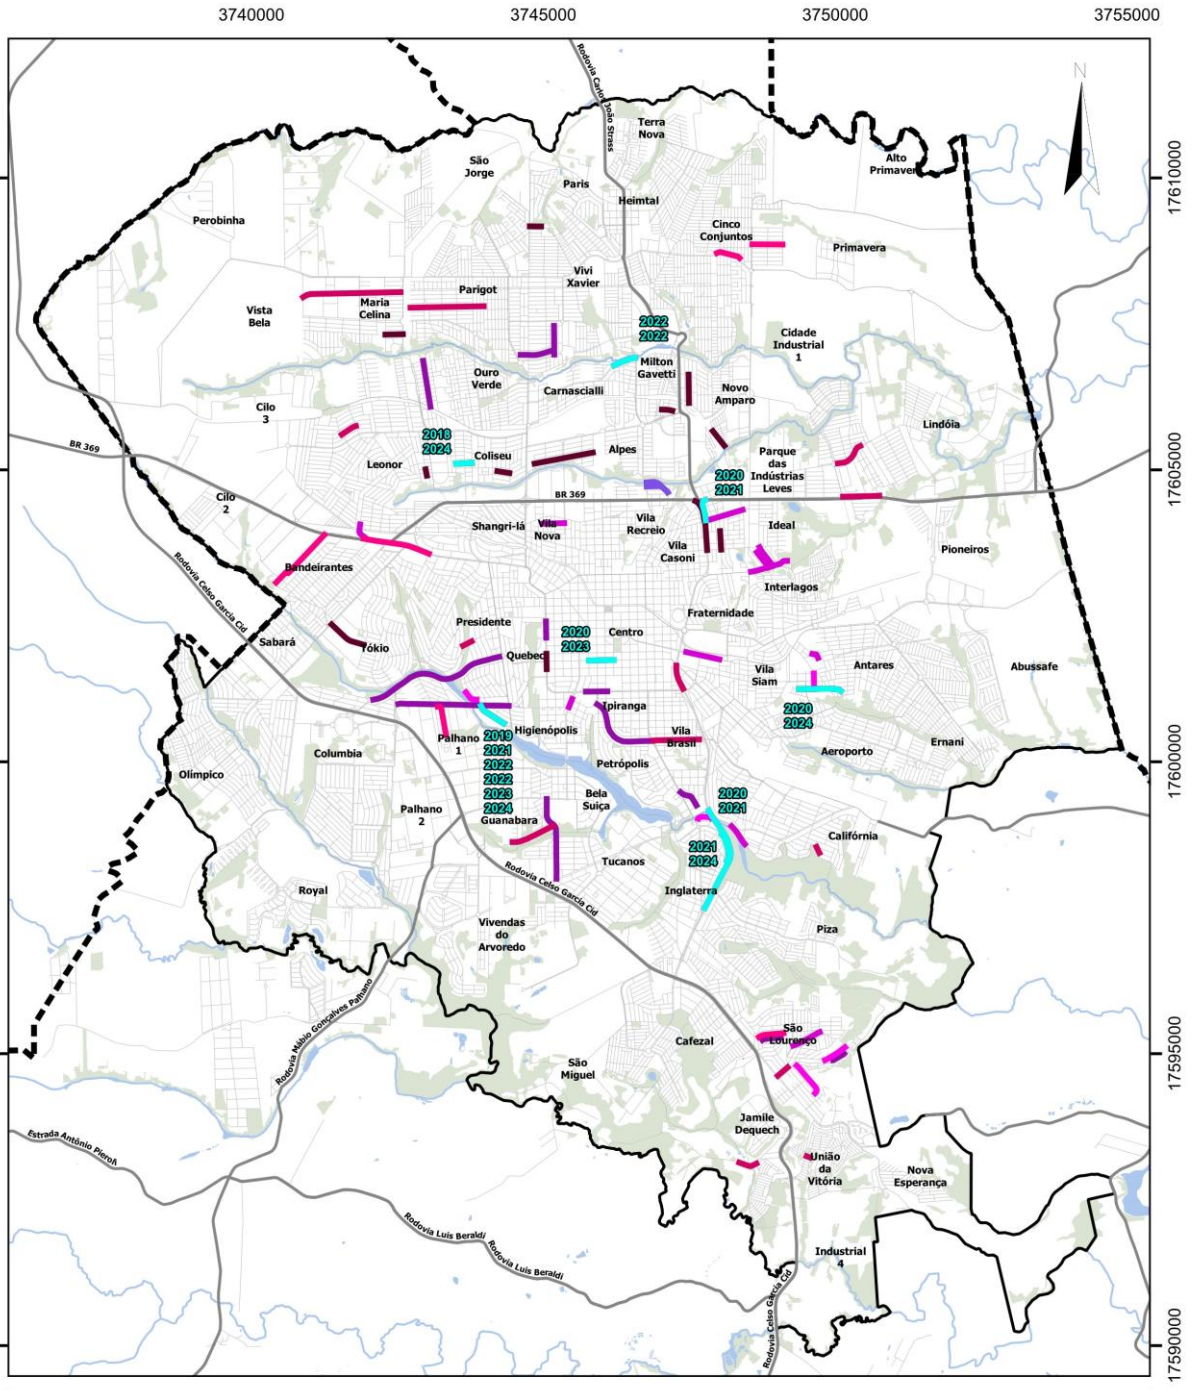 3740000
3745000
3750000
3755000
Rodovia Carlos João Strass
N
Terra
Nova
17610000
São
Jorge
Alto
Primavera
Paris
Heimtal
Perobinha
Cinco
Conjuntos
Primavera
Vivi
Xavier
Parigot
Maria
Celina
Vista
Bela
2022
2022
Cidade
Industrial
1
Milton
Gavetti
Ouro
Verde
Carnascialli
Novo
Amparo
Cilo
3
Lindóia
2018
2024
BR 369
Alpes
Coliseu
Leonor
Parque
das
Indústrias
Leves
17605000
2020
2021
Cilo
2
BR 369
Shangri-lá
Vila
Nova
Vila
Recreio
Ideal
Vila
Casoni
Pioneiros
Bandeirantes
Rodovia Celso Garcia Cid
Interlagos
Fraternidade
Presidente
2020
2023
Centro
Sabará
Tókio
Quebec
Vila
Siam
Antares
Abussafe
Ipiranga
2020
2024
Higienópolis
Palhano
1
2019
2021
2022
2022
2023
2024
Vila
Brasil
Ernani
Columbia
Aeroporto
17600000
Petrópolis
Olímpico
Bela
Suiça
2020
2021
Palhano
2
Guanabara
Califórnia
2021
2024
Tucanos
Rodovia Celso Garcia Cid
Royal
Inglaterra
Vivendas
do
Arvoredo
Piza
Rodovia Mábio Gonçalves Palhano
São
Lourenço
Cafezal
17595000
São
Miguel
Jamile
Dequech
Estrada Antônio Pieroli
União
da
Vitória
Nova
Esperança
Rodovia Luis Beraldi
Rodovia Luis Beraldi
Industrial
4
Rodovia Celso Garcia Cid
17590000